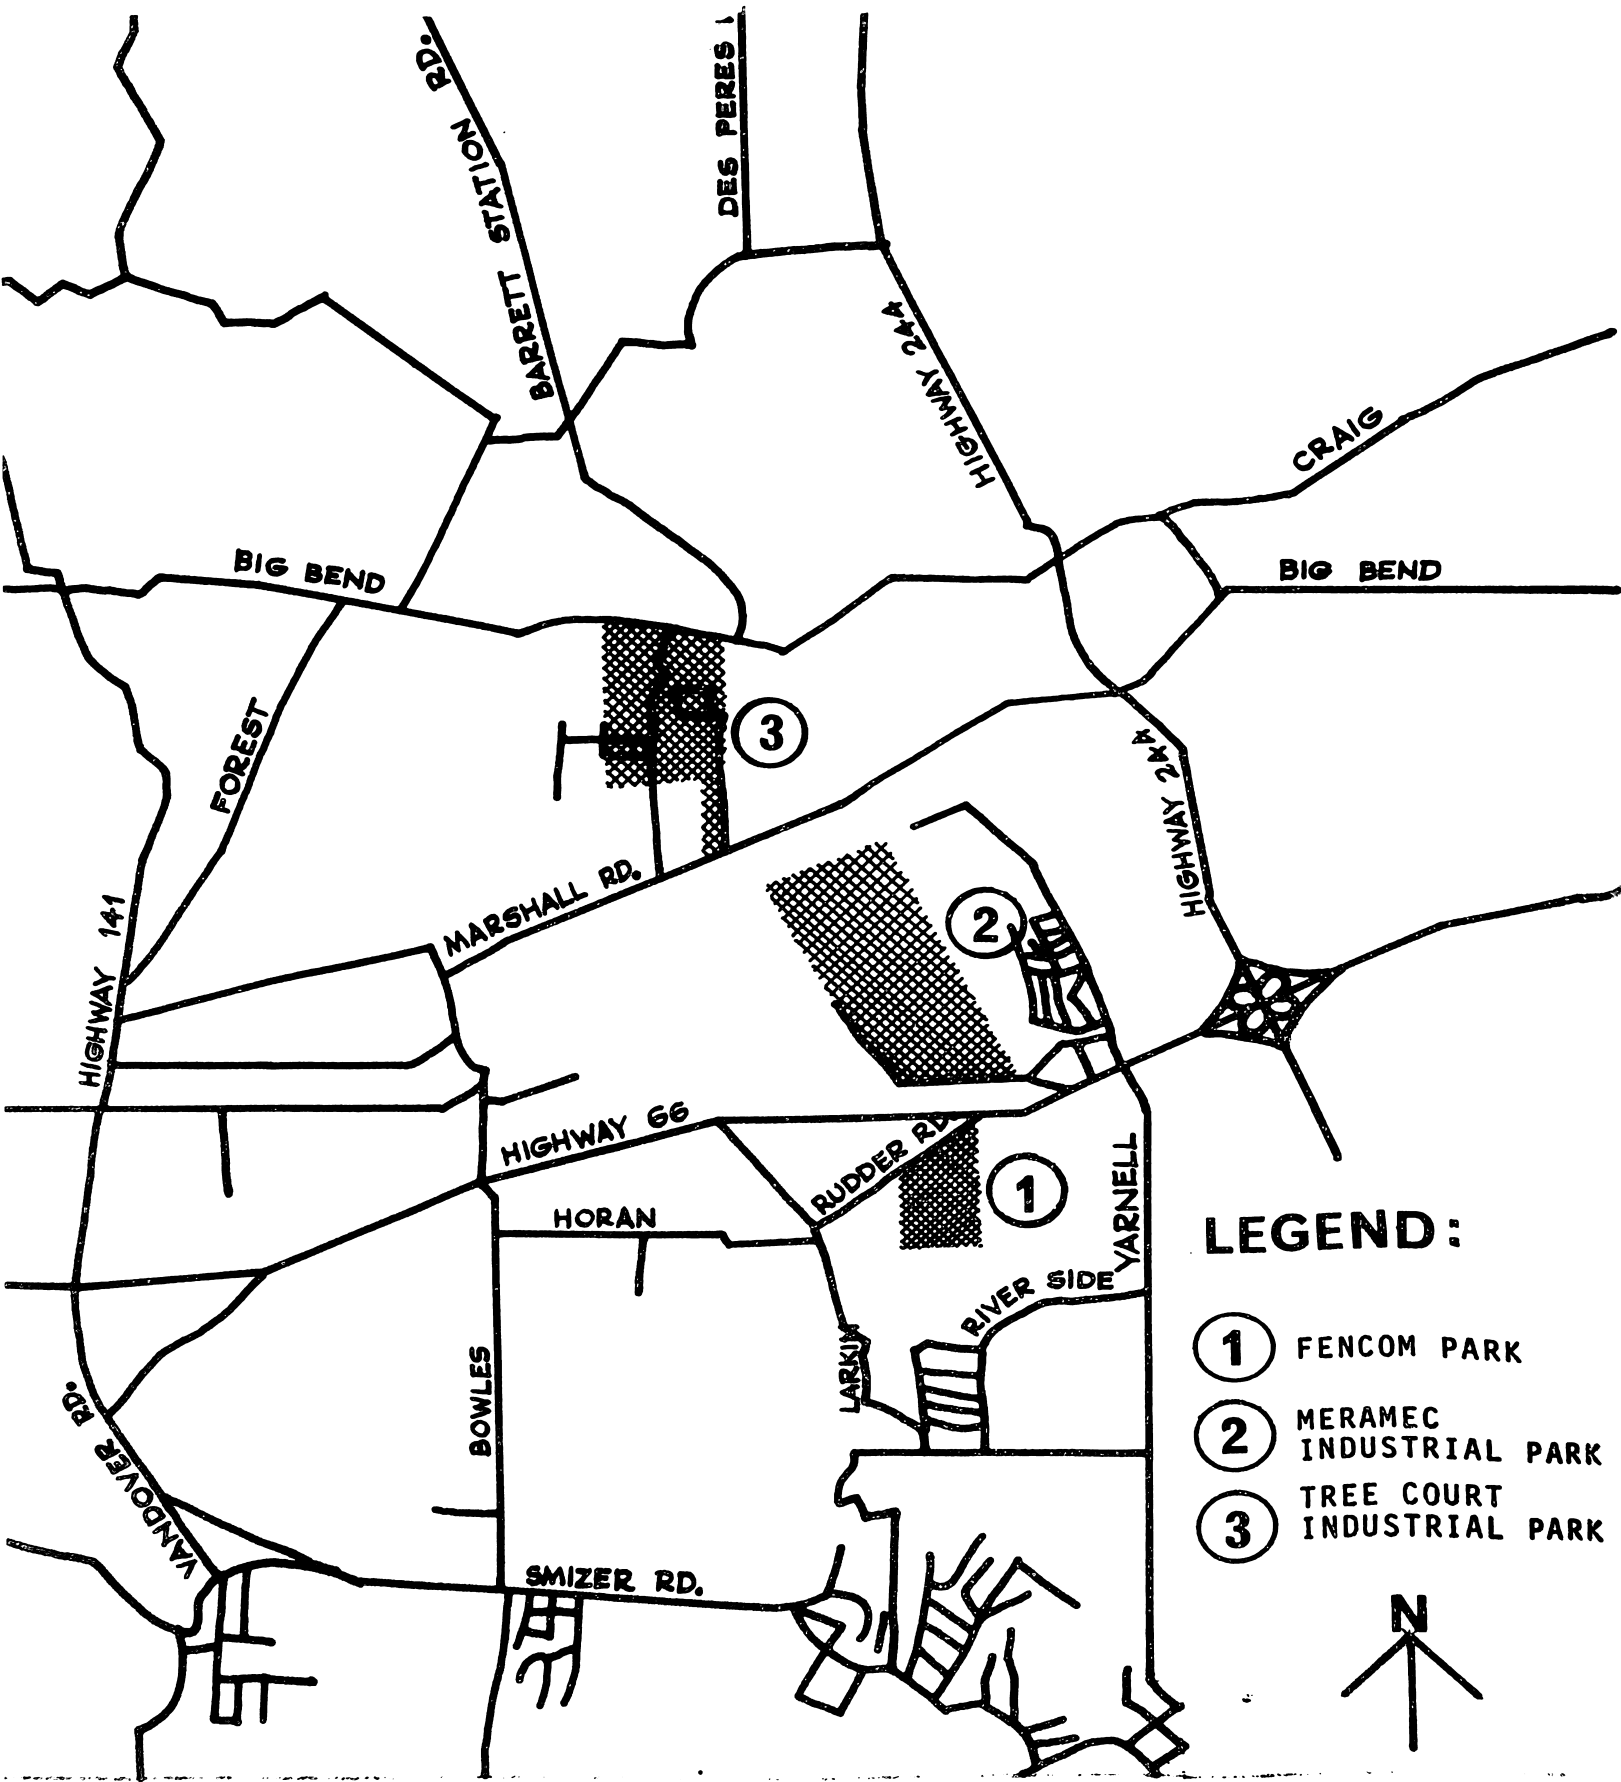 BARRETT STATION RD.
DES PERES
HIGHWAY 244
CRAIG
BIG BEND
BIG BEND
FOREST
3
HIGHWAY 244
MARSHALL RD.
2
HIGHWAY 141
HIGHWAY 66
RUDDER RD.
1
YARNELL
HORAN
RIVER SIDE
LARKIN
BOWLES
VANDOVER RD.
SMIZER RD.
LEGEND:
1 FENCOM PARK
2 MERAMEC
INDUSTRIAL PARK
3 TREE COURT
INDUSTRIAL PARK
N